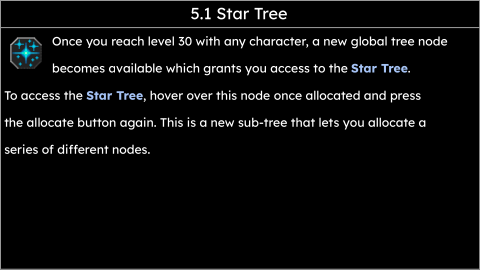 5.1 Star Tree
Once you reach level 30 with any character, a new global tree node
becomes available which grants you access to the Star Tree.
To access the Star Tree, hover over this node once allocated and press
the allocate button again. This is a new sub-tree that lets you allocate a
series of different nodes.